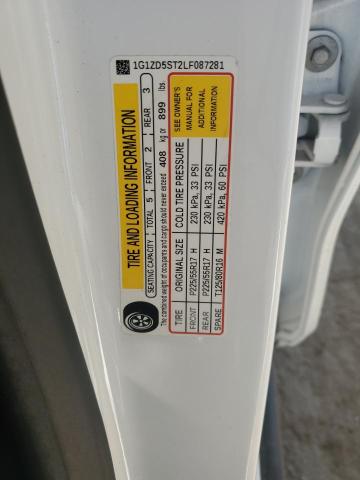 1G1ZD5ST2LF087281
TIRE AND LOADING INFORMATION
SEATING CAPACITY TOTAL 5 FRONT 2 REAR 3
The combined weight of occupants and cargo should never exceed 408 kg or 899 lbs.
TIRE ORIGINAL SIZE COLD TIRE PRESSURE
FRONT P225/55R17 H 230 kPa, 33 PSI
REAR P225/55R17 H 230 kPa, 33 PSI
SPARE T125/80R16 M 420 kPa, 60 PSI
SEE OWNER'S
MANUAL FOR
ADDITIONAL
INFORMATION